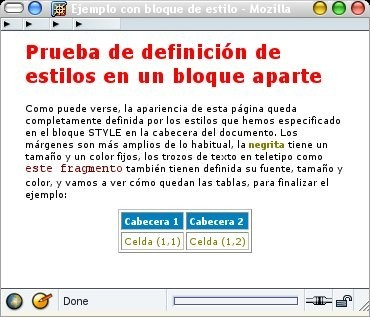 Ejemplo con bloque de estilo - Mozilla
Prueba de definición de
estilos en un bloque aparte
Como puede verse, la apariencia de esta página queda
completamente definida por los estilos que hemos especificado
en el bloque STYLE en la cabecera del documento. Los
márgenes son más amplios de lo habitual, la negrita tiene un
tamaño y un color fijos, los trozos de texto en teletipo como
este fragmento también tienen definida su fuente, tamaño y
color, y vamos a ver cómo quedan las tablas, para finalizar el
ejemplo:
Cabecera 1 Cabecera 2
Celda (1,1) Celda (1,2)
Done